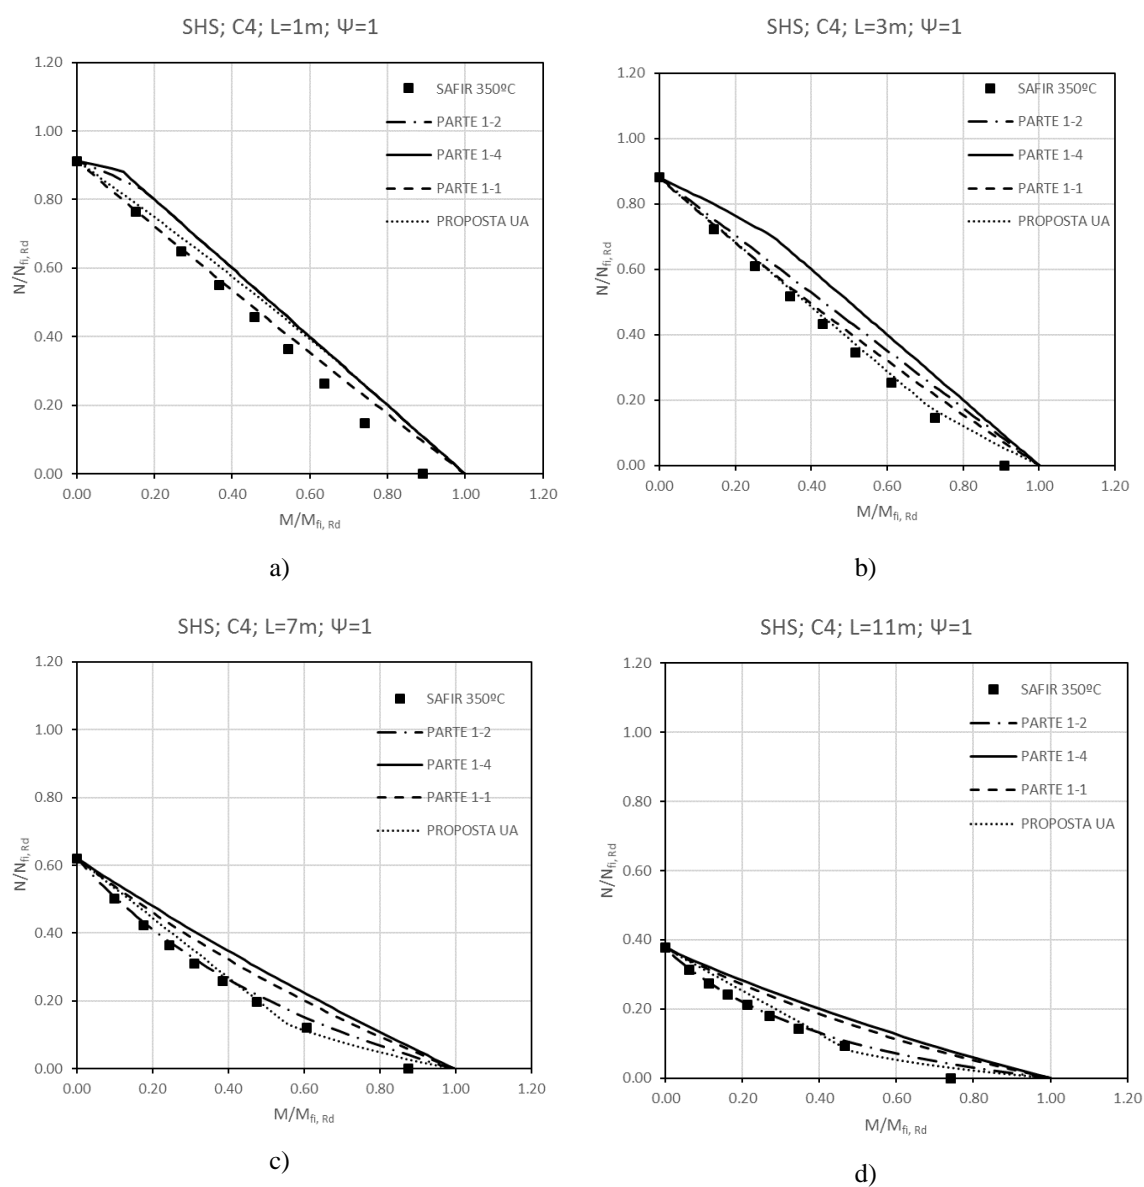 SHS; C4; L=1m; Ψ=1
1.20
1.00
0.80
0.60
0.40
0.20
0.00
0.00 0.20 0.40 0.60 0.80 1.00 1.20
N/Nfi, Rd
M/Mfi, Rd
SAFIR 350ºC
PARTE 1-2
PARTE 1-4
PARTE 1-1
PROPOSTA UA
a)
SHS; C4; L=3m; Ψ=1
1.20
1.00
0.80
0.60
0.40
0.20
0.00
0.00 0.20 0.40 0.60 0.80 1.00 1.20
N/Nfi, Rd
M/Mfi, Rd
SAFIR 350ºC
PARTE 1-2
PARTE 1-4
PARTE 1-1
PROPOSTA UA
b)
SHS; C4; L=7m; Ψ=1
1.20
1.00
0.80
0.60
0.40
0.20
0.00
0.00 0.20 0.40 0.60 0.80 1.00 1.20
N/Nfi, Rd
M/Mfi, Rd
SAFIR 350ºC
PARTE 1-2
PARTE 1-4
PARTE 1-1
PROPOSTA UA
c)
SHS; C4; L=11m; Ψ=1
1.20
1.00
0.80
0.60
0.40
0.20
0.00
0.00 0.20 0.40 0.60 0.80 1.00 1.20
N/Nfi, Rd
M/Mfi, Rd
SAFIR 350ºC
PARTE 1-2
PARTE 1-4
PARTE 1-1
PROPOSTA UA
d)